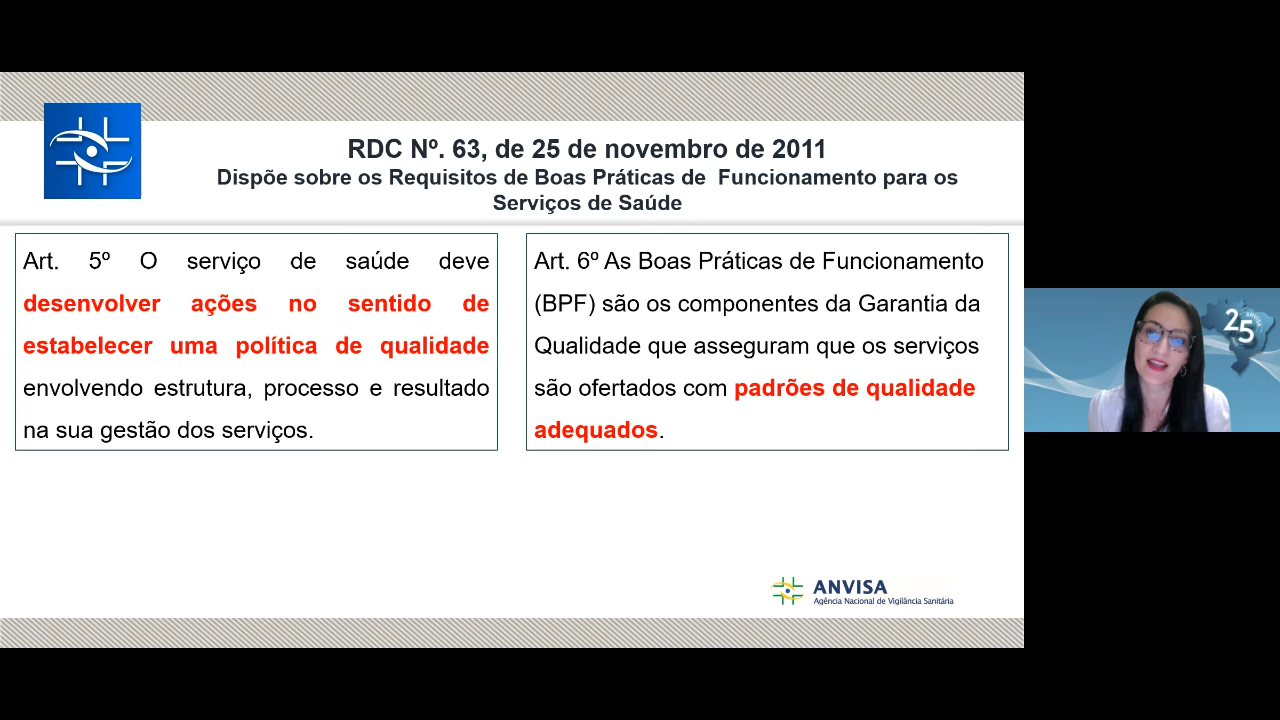 RDC Nº. 63, de 25 de novembro de 2011
Dispõe sobre os Requisitos de Boas Práticas de Funcionamento para os
Serviços de Saúde
Art. 5º O serviço de saúde deve
desenvolver ações no sentido de
estabelecer uma política de qualidade
envolvendo estrutura, processo e resultado
na sua gestão dos serviços.
Art. 6º As Boas Práticas de Funcionamento
(BPF) são os componentes da Garantia da
Qualidade que asseguram que os serviços
são ofertados com padrões de qualidade
adequados.
25
ANVISA
Agência Nacional de Vigilância Sanitária